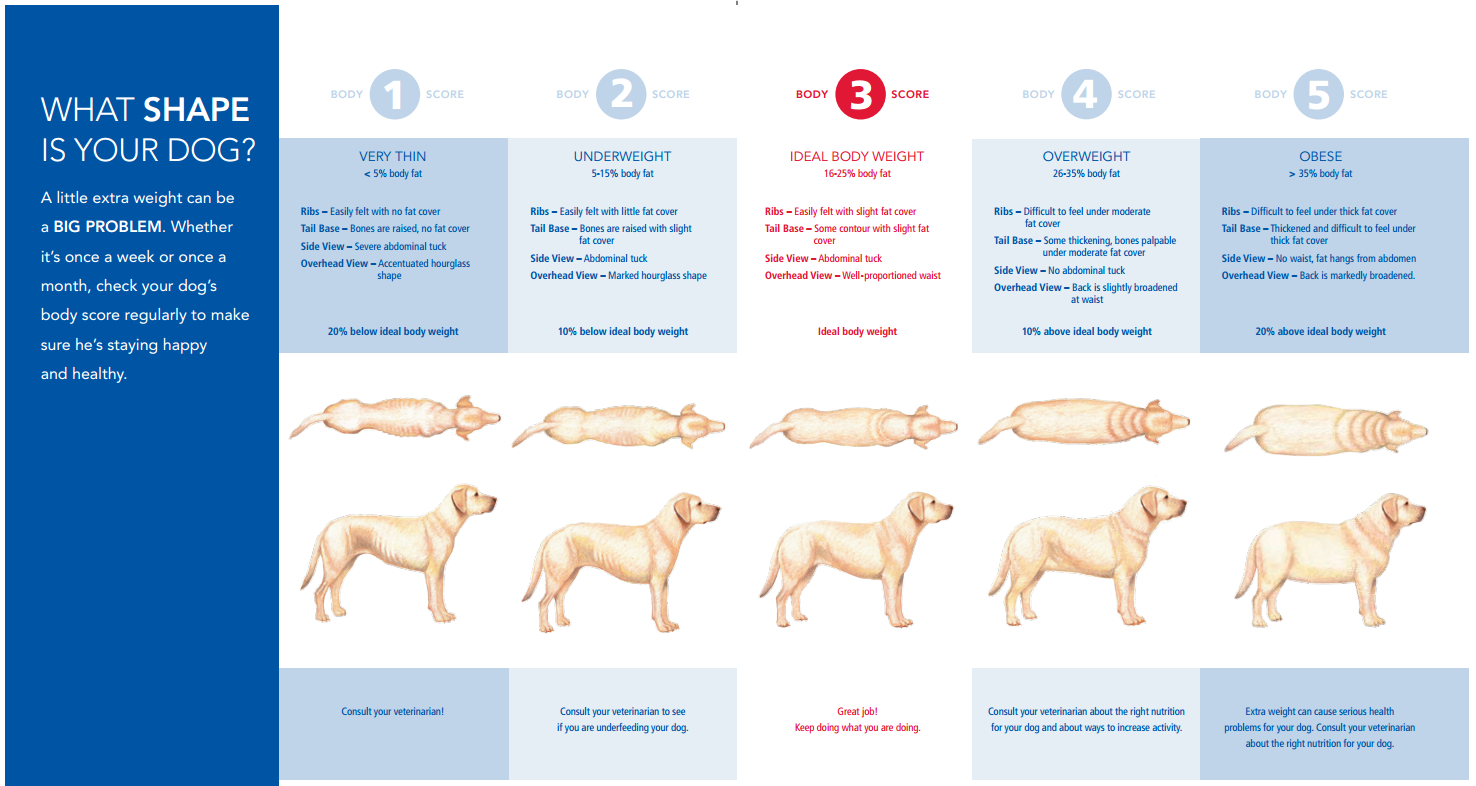 WHAT SHAPE
IS YOUR DOG?
A little extra weight can be
a BIG PROBLEM. Whether
it's once a week or once a
month, check your dog's
body score regularly to make
sure he's staying happy
and healthy.
BODY 1 SCORE
VERY THIN
< 5% body fat
Ribs – Easily felt with no fat cover
Tail Base – Bones are raised, no fat cover
Side View – Severe abdominal tuck
Overhead View – Accentuated hourglass
shape
20% below ideal body weight
Consult your veterinarian!
BODY 2 SCORE
UNDERWEIGHT
5-15% body fat
Ribs – Easily felt with little fat cover
Tail Base – Bones are raised with slight
fat cover
Side View – Abdominal tuck
Overhead View – Marked hourglass shape
10% below ideal body weight
Consult your veterinarian to see
if you are underfeeding your dog.
BODY 3 SCORE
IDEAL BODY WEIGHT
16-25% body fat
Ribs – Easily felt with slight fat cover
Tail Base – Some contour with slight fat
cover
Side View – Abdominal tuck
Overhead View – Well-proportioned waist
Ideal body weight
Great job!
Keep doing what you are doing.
BODY 4 SCORE
OVERWEIGHT
26-35% body fat
Ribs – Difficult to feel under moderate
fat cover
Tail Base – Some thickening, bones palpable
under moderate fat cover
Side View – No abdominal tuck
Overhead View – Back is slightly broadened
at waist
10% above ideal body weight
Consult your veterinarian about the right nutrition
for your dog and about ways to increase activity.
BODY 5 SCORE
OBESE
> 35% body fat
Ribs – Difficult to feel under thick fat cover
Tail Base – Thickened and difficult to feel under
thick fat cover
Side View – No waist, fat hangs from abdomen
Overhead View – Back is markedly broadened.
20% above ideal body weight
Extra weight can cause serious health
problems for your dog. Consult your veterinarian
about the right nutrition for your dog.